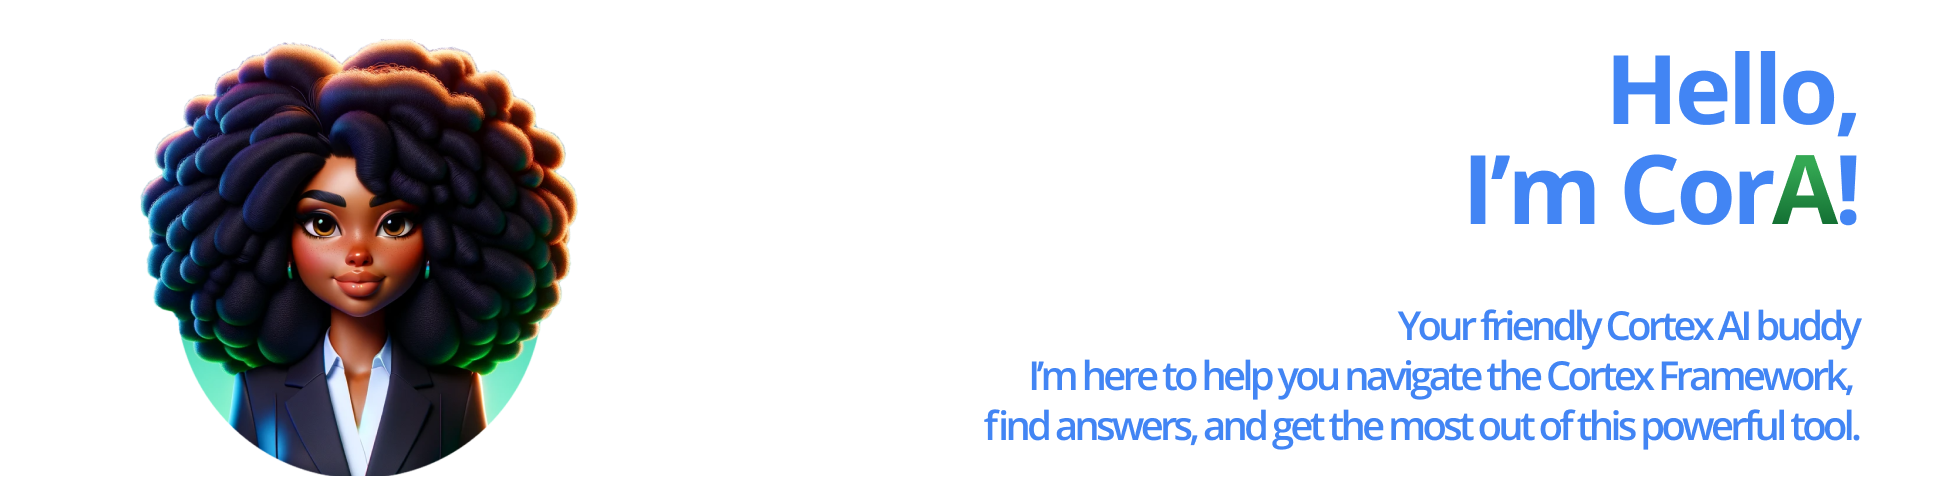 Hello,
I’m CorA!
Your friendly Cortex AI buddy
I’m here to help you navigate the Cortex Framework,
find answers, and get the most out of this powerful tool.